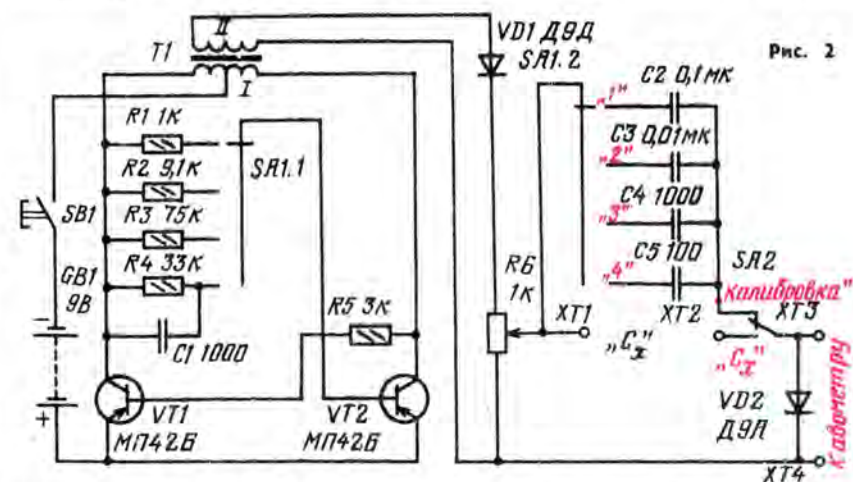 II
T1
I
VD1 Д9Д
SA1.2
Рис. 2
C2 0,1мк
„1"
R1 1К
C3 0,01мк
R2 9,1К
SA1.1
„2"
C4 1000
R3 75К
SB1
„3"
GB1
9В
R4 33К
R6
1К
C5 100
„4"
SA2
калибровка"
R5 3К
XT1
XT2
XT3
C1 1000
„Cx"
„Cx"
VT1
МП42Б
VT2
МП42Б
VD2
Д9А
к авометру
XT4